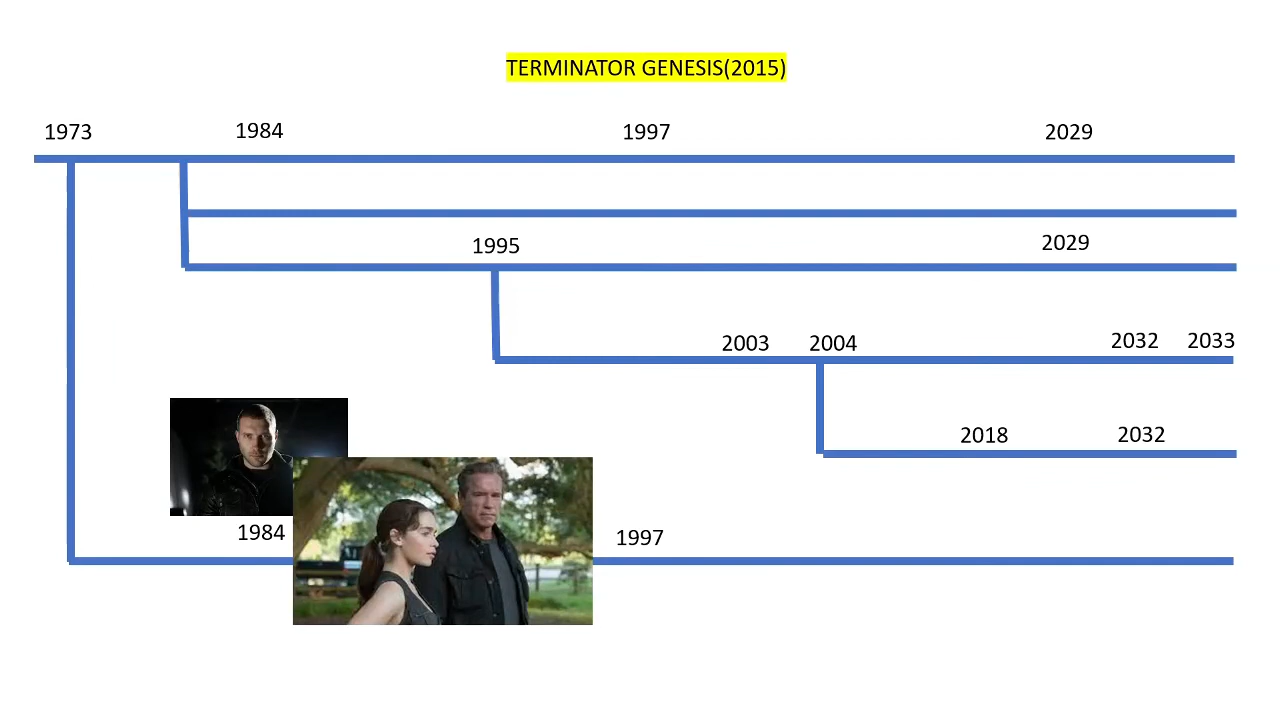 TERMINATOR GENESIS(2015)
1973 1984 1997 2029
1995 2029
2003 2004 2032 2033
2018 2032
1984 1997